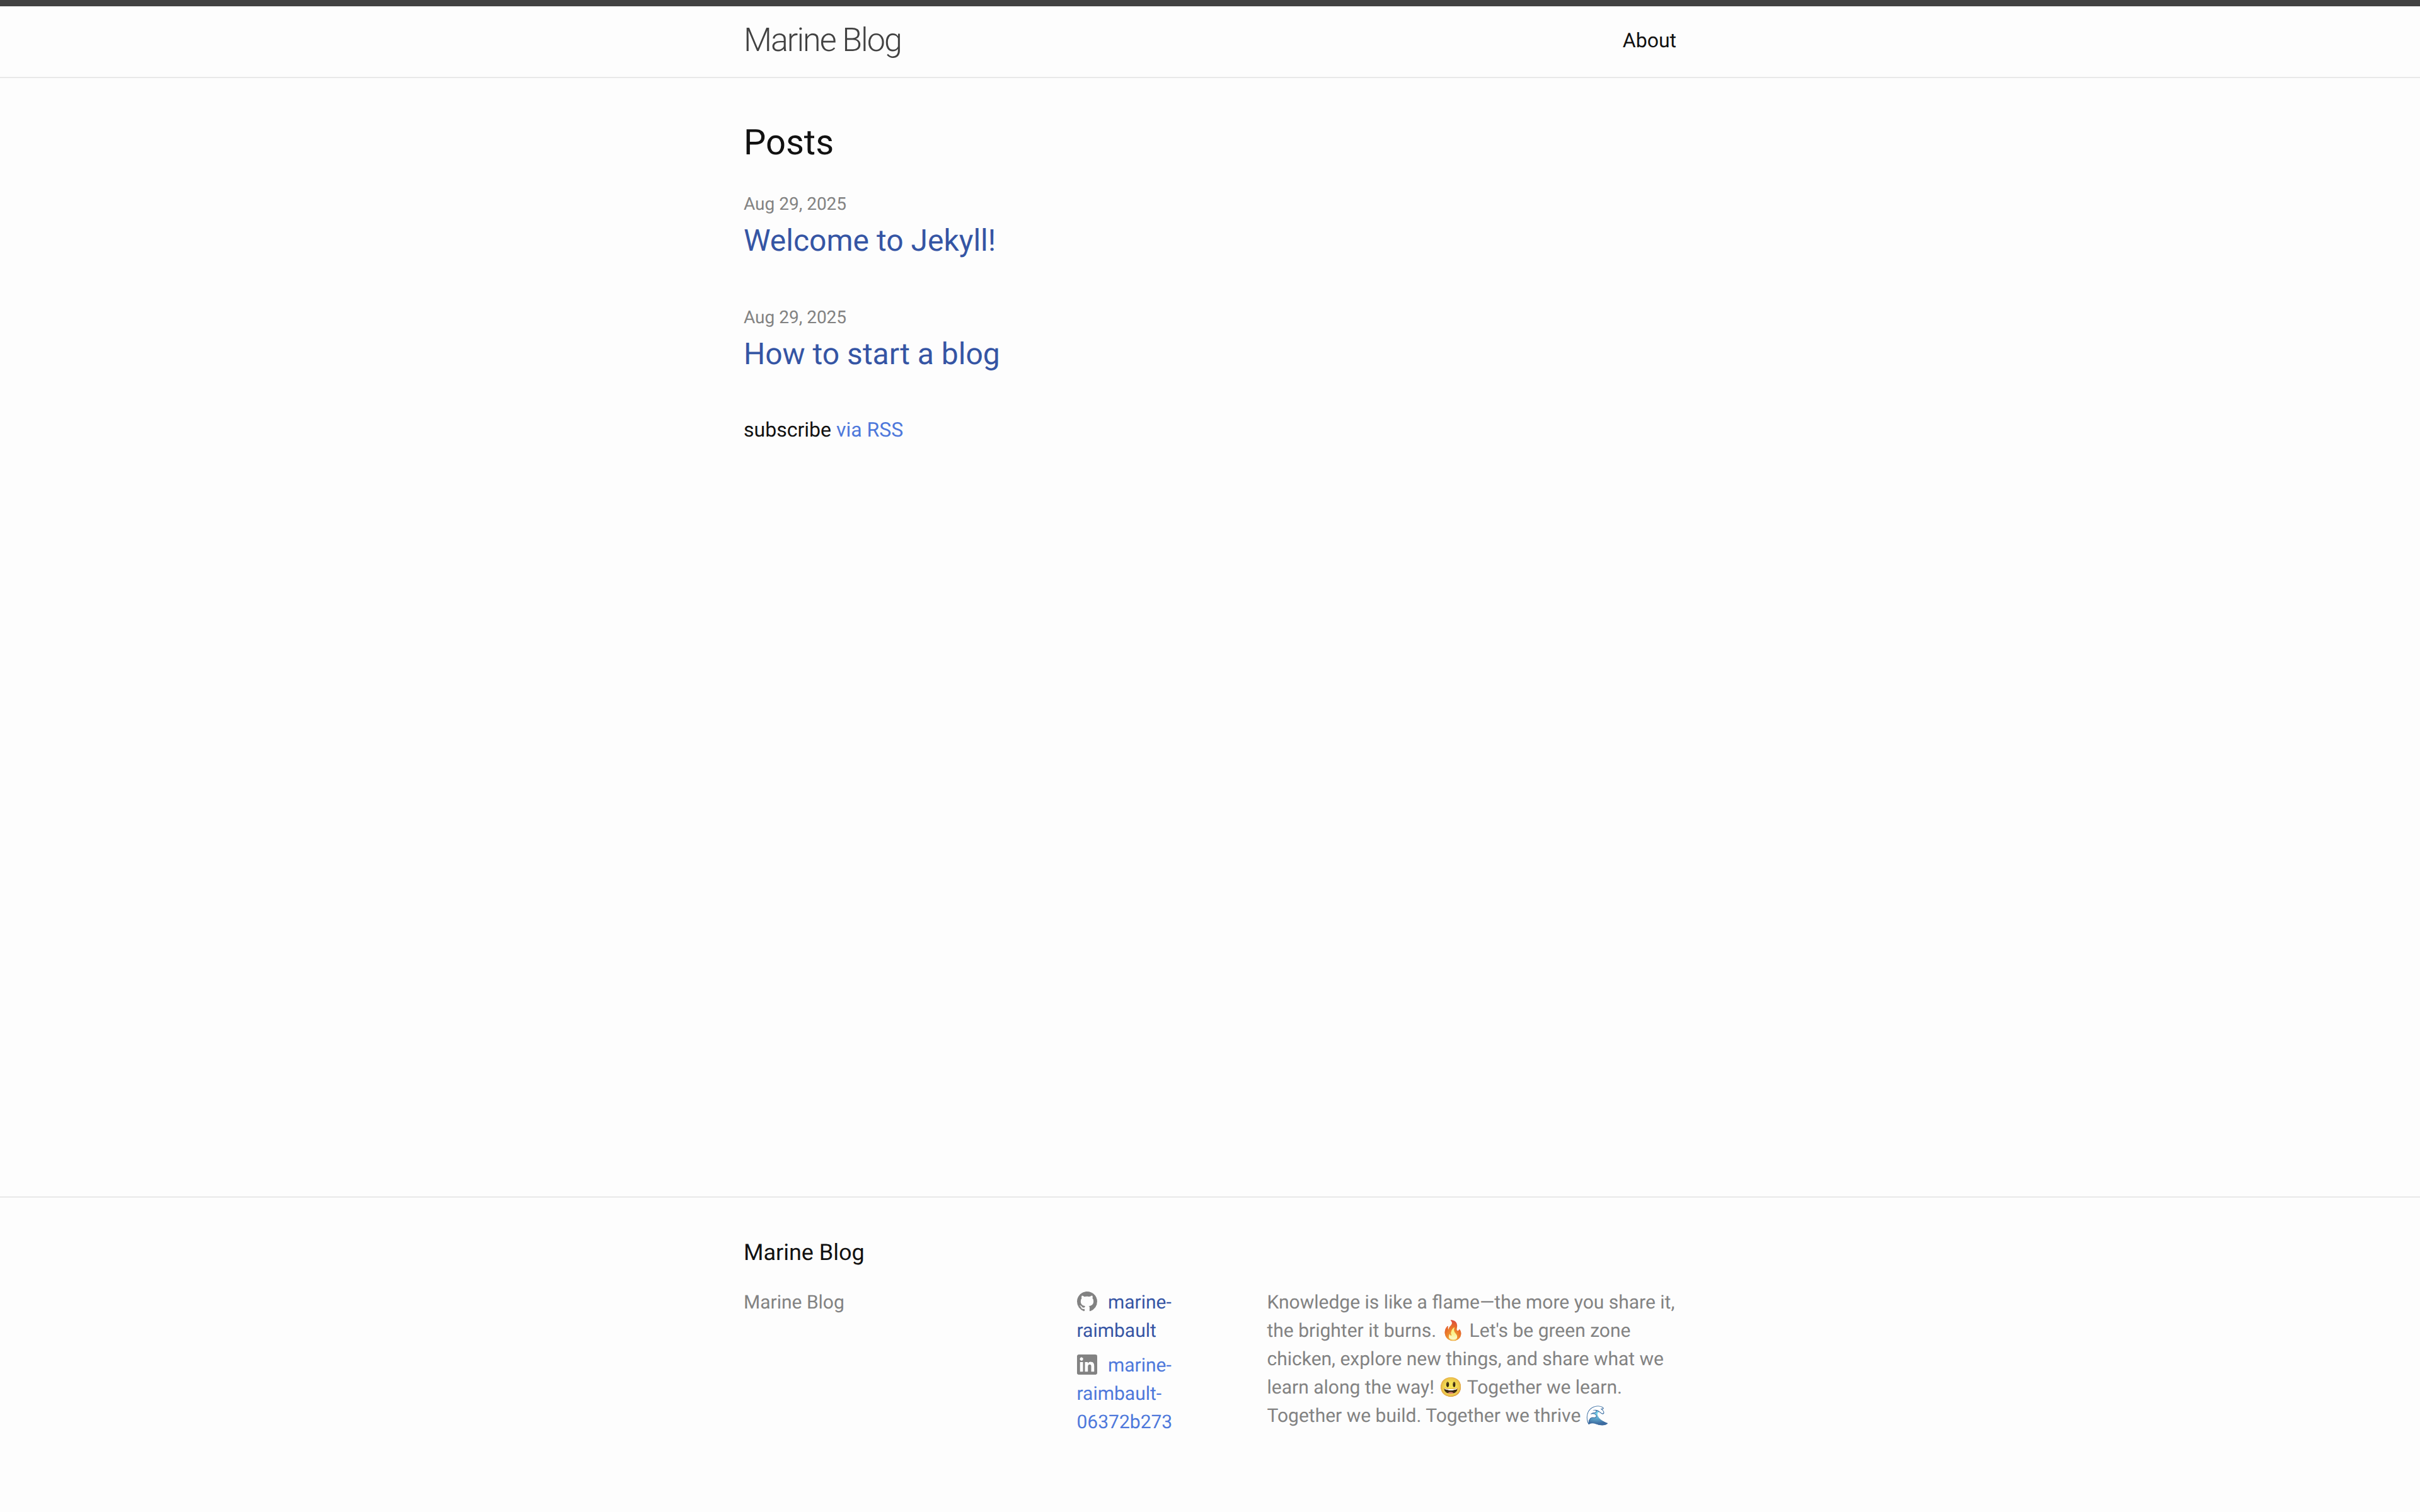 Marine Blog
About
Posts
Aug 29, 2025
Welcome to Jekyll!
Aug 29, 2025
How to start a blog
subscribe via RSS
Marine Blog
Marine Blog
marine-
raimbault
marine-
raimbault-
06372b273
Knowledge is like a flame—the more you share it,
the brighter it burns. 🔥 Let's be green zone
chicken, explore new things, and share what we
learn along the way! 😃 Together we learn.
Together we build. Together we thrive 🌊